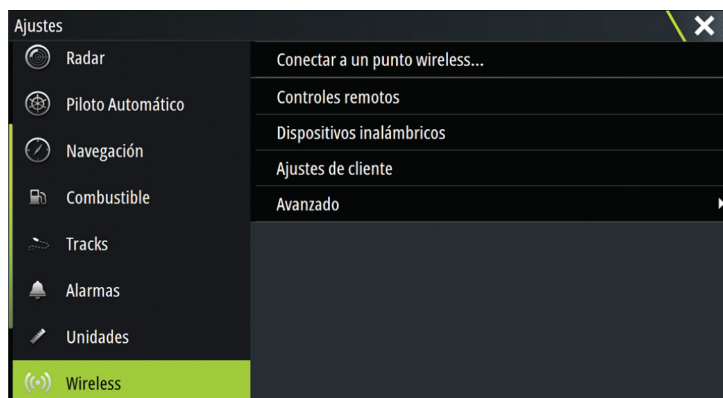 Ajustes
Radar
Piloto Automático
Navegación
Combustible
Tracks
Alarmas
Unidades
Wireless
Conectar a un punto wireless...
Controles remotos
Dispositivos inalámbricos
Ajustes de cliente
Avanzado